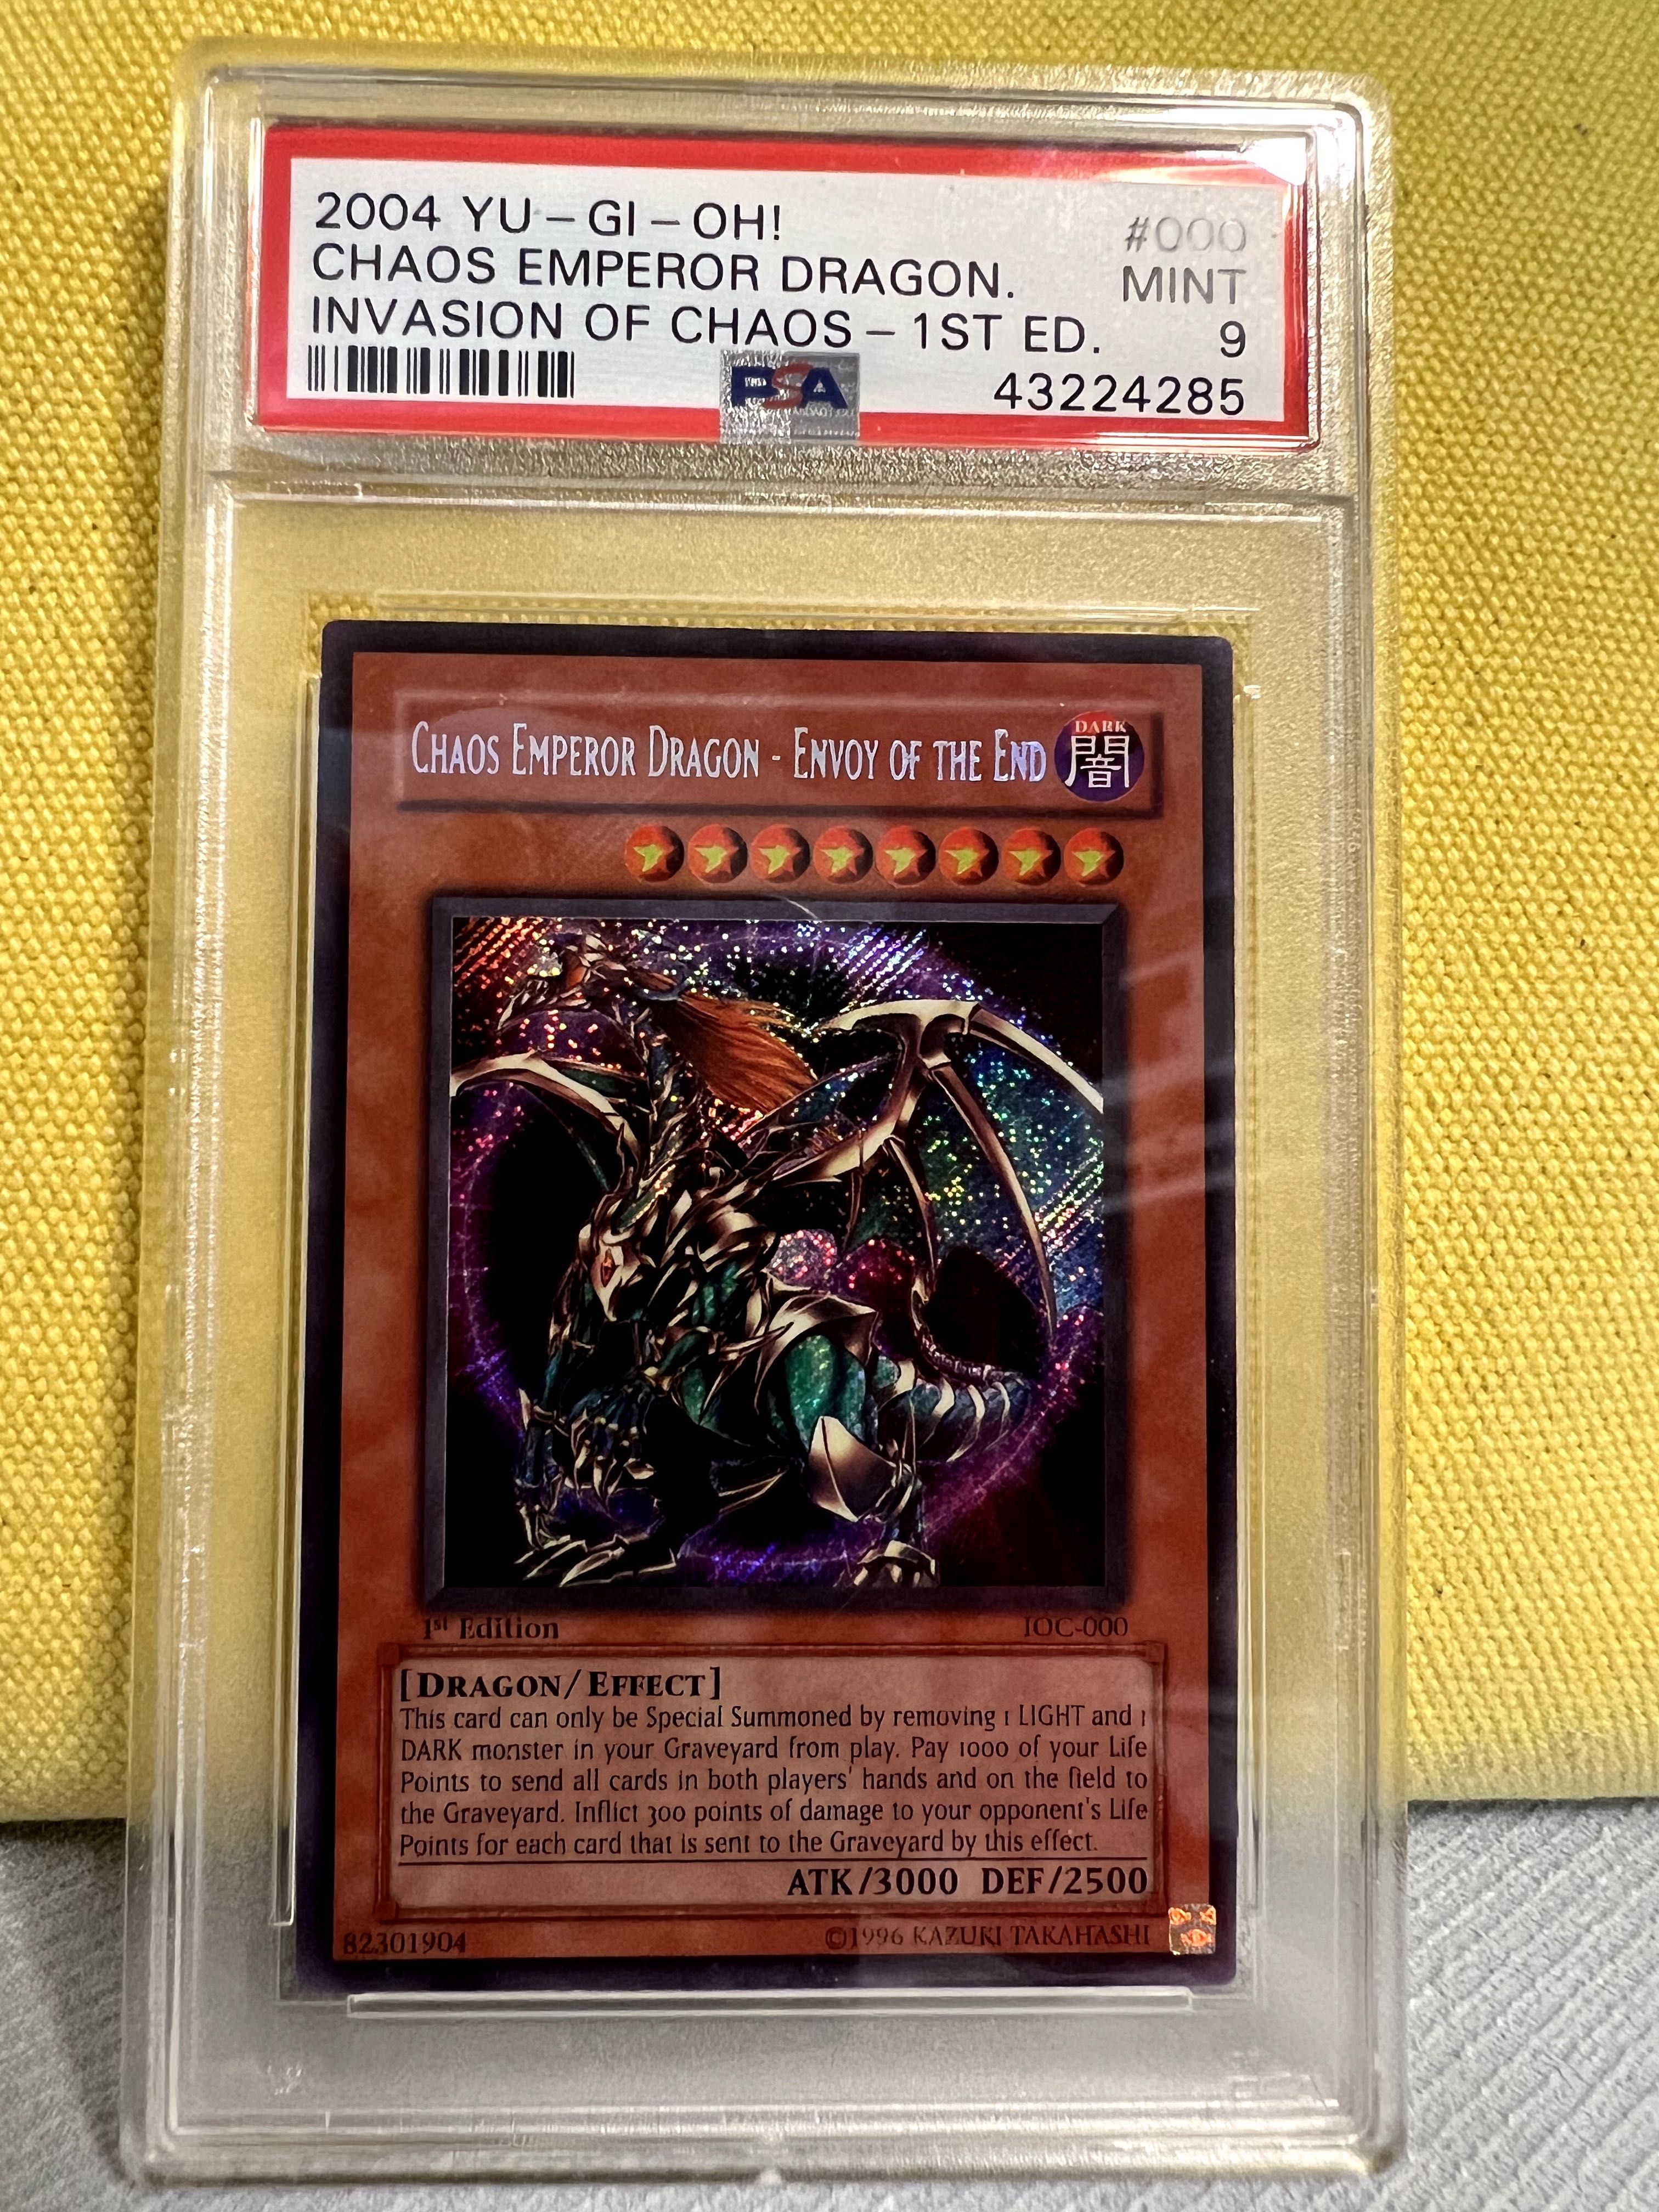 2004 YU-GI-OH! #000
CHAOS EMPEROR DRAGON. MINT
INVASION OF CHAOS-1ST ED. 9
PSA 43224285
CHAOS EMPEROR DRAGON - ENVOY OF THE END
DARK
闇
1st Edition IOC-000
[DRAGON/EFFECT]
This card can only be Special Summoned by removing 1 LIGHT and 1
DARK monster in your Graveyard from play. Pay 1000 of your Life
Points to send all cards in both players' hands and on the field to
the Graveyard. Inflict 300 points of damage to your opponent's Life
Points for each card that is sent to the Graveyard by this effect.
ATK/3000 DEF/2500
82301904 ©1996 KAZUKI TAKAHASHI